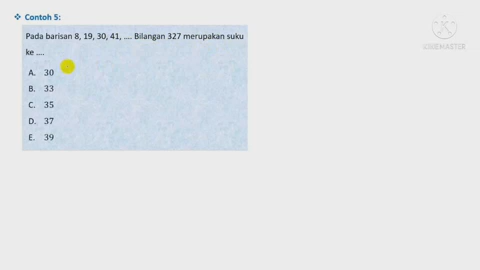 ❖ Contoh 5:
Pada barisan 8, 19, 30, 41, .... Bilangan 327 merupakan suku
ke ....
A. 30
B. 33
C. 35
D. 37
E. 39
KINEMASTER